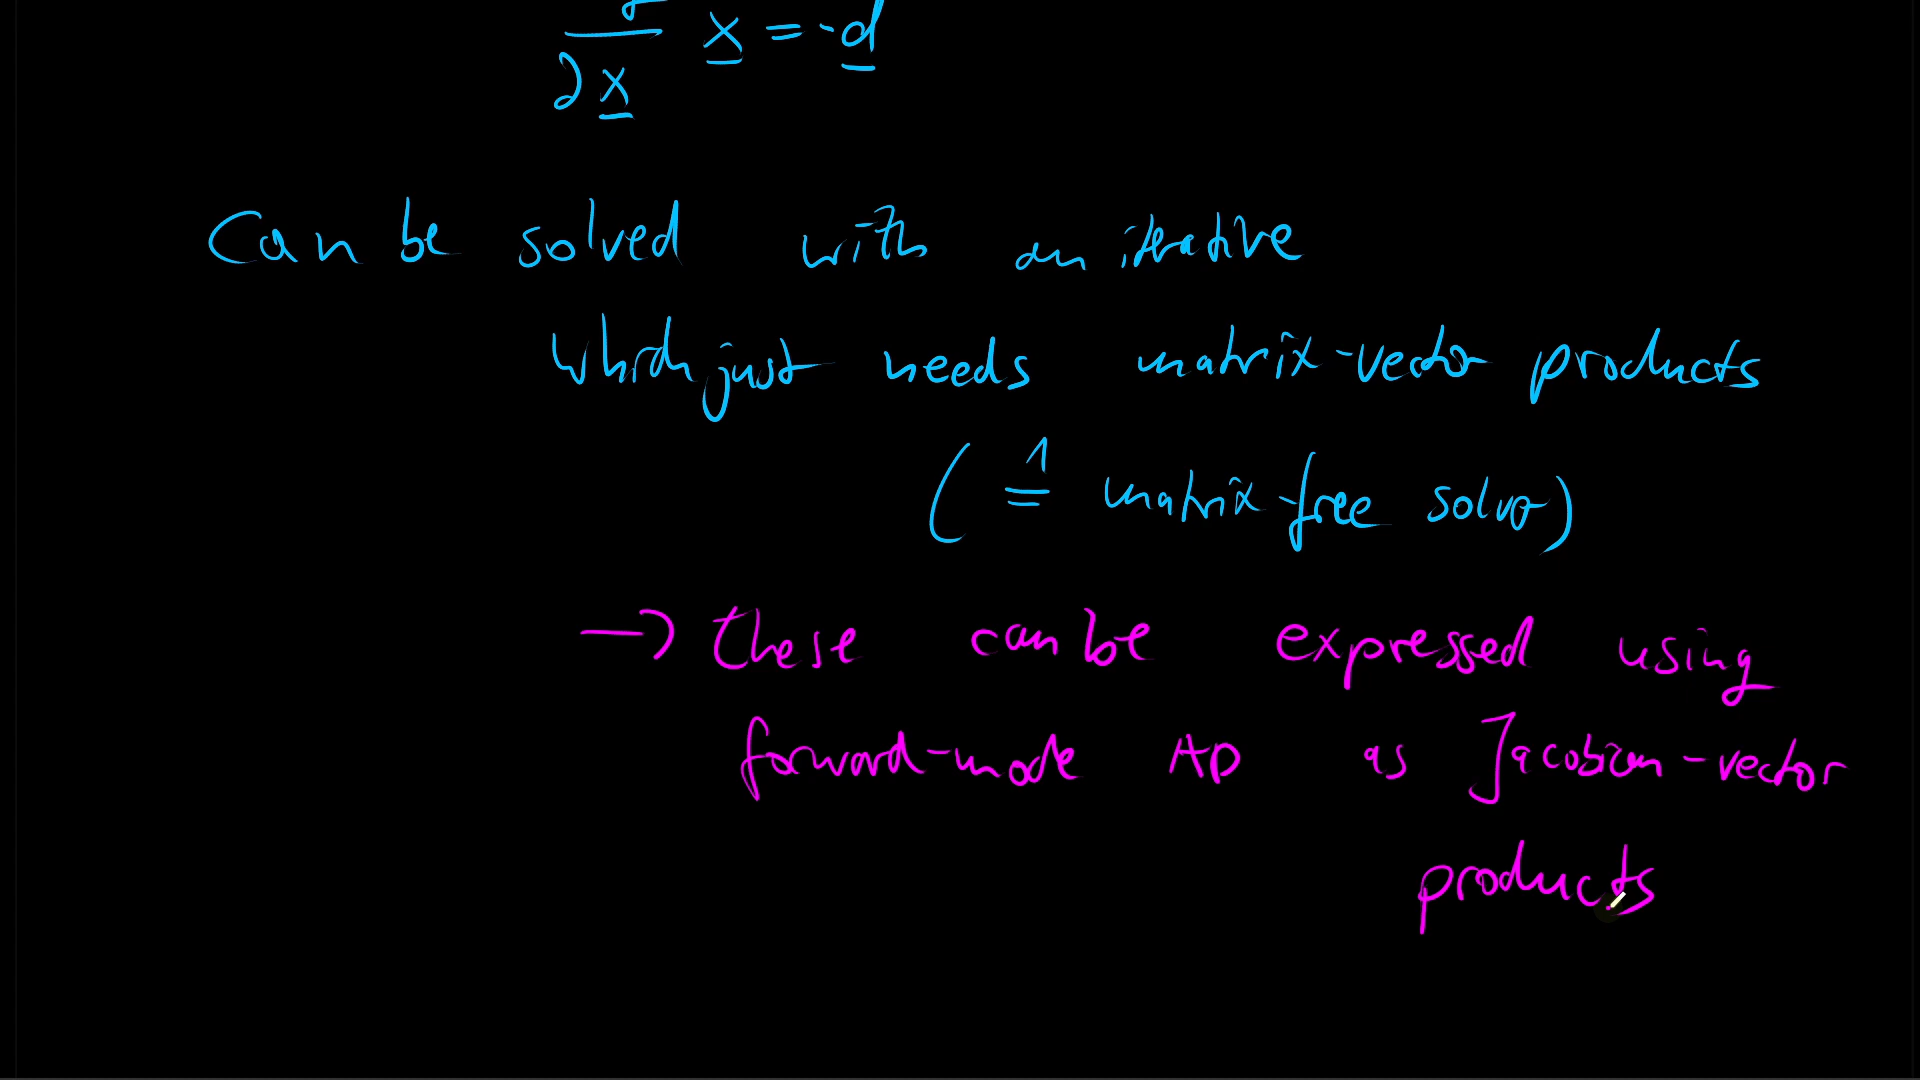 ∂x x = -d
Can be solved with an iterative
which just needs matrix-vector products
(≙ matrix-free solve)
→ these can be expressed using
forward-mode AD as Jacobian-vector
products